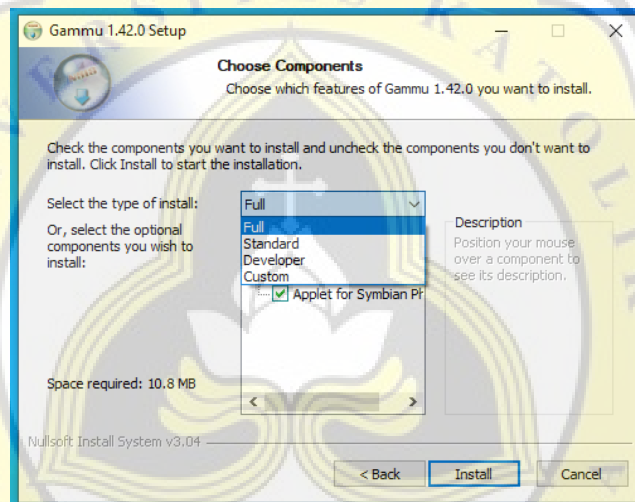 Gammu 1.42.0 Setup
Choose Components
Choose which features of Gammu 1.42.0 you want to install.
Check the components you want to install and uncheck the components you don't want to
install. Click Install to start the installation.
Select the type of install:
Full
Or, select the optional
components you wish to
install:
Full
Standard
Developer
Custom
Applet for Symbian Ph
Description
Position your mouse
over a component to
see its description.
Space required: 10.8 MB
Nullsoft Install System v3.04
< Back
Install
Cancel